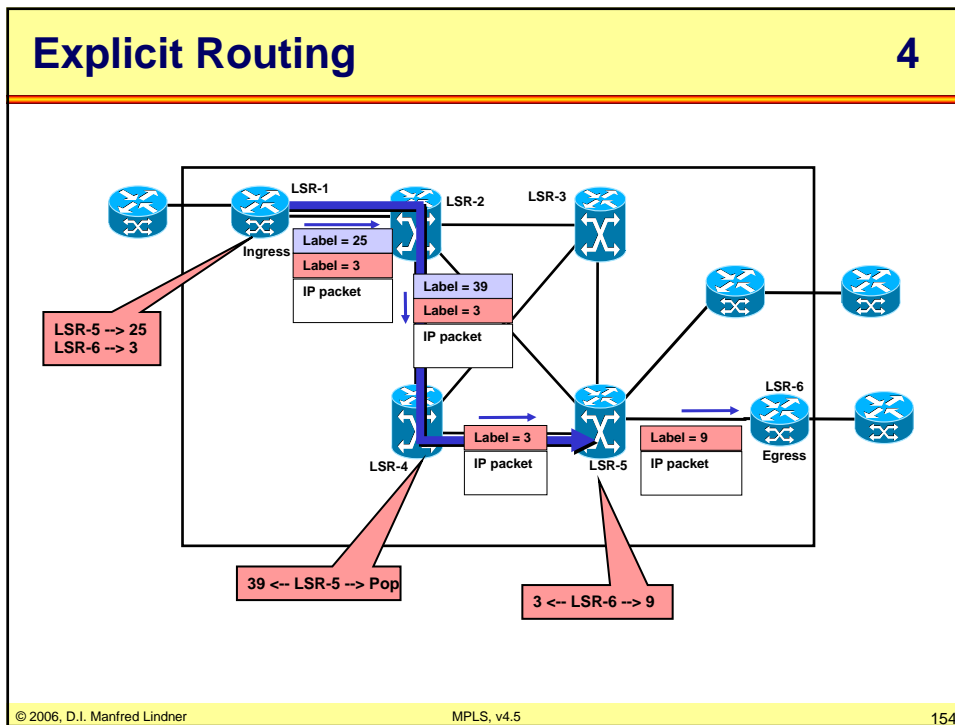 Explicit Routing 4
LSR-1
LSR-2
LSR-3
Ingress
Label = 25
Label = 3
IP packet
Label = 39
Label = 3
IP packet
LSR-5 --> 25
LSR-6 --> 3
LSR-6
Label = 3
IP packet
Label = 9
IP packet
LSR-4
LSR-5
Egress
39 <-- LSR-5 --> Pop
3 <-- LSR-6 --> 9
© 2006, D.I. Manfred Lindner
MPLS, v4.5
154